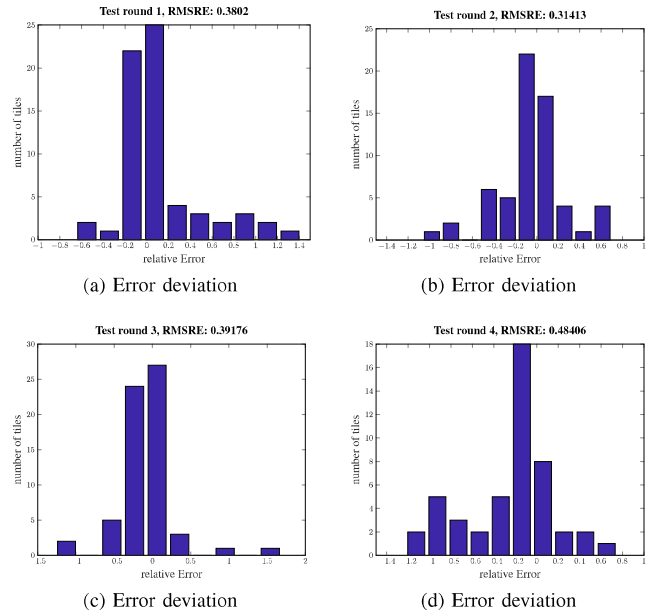 Test round 1, RMSRE: 0.3802
25
20
15
10
5
0
number of tiles
−1 −0.8 −0.6 −0.4 −0.2 0 0.2 0.4 0.6 0.8 1 1.2 1.4
relative Error
(a) Error deviation
Test round 2, RMSRE: 0.31413
25
20
15
10
5
0
number of tiles
−1.4 −1.2 −1 −0.8 −0.6 −0.4 −0.2 0 0.2 0.4 0.6 0.8 1
relative Error
(b) Error deviation
Test round 3, RMSRE: 0.39176
30
25
20
15
10
5
0
number of tiles
1.5 1 0.5 0 0.5 1 1.5 2
relative Error
(c) Error deviation
Test round 4, RMSRE: 0.48406
18
16
14
12
10
8
6
4
2
0
number of tiles
1.4 1.2 1 0.8 0.6 0.2 0 0.2 0.4 0.6 0.8 1
relative Error
(d) Error deviation